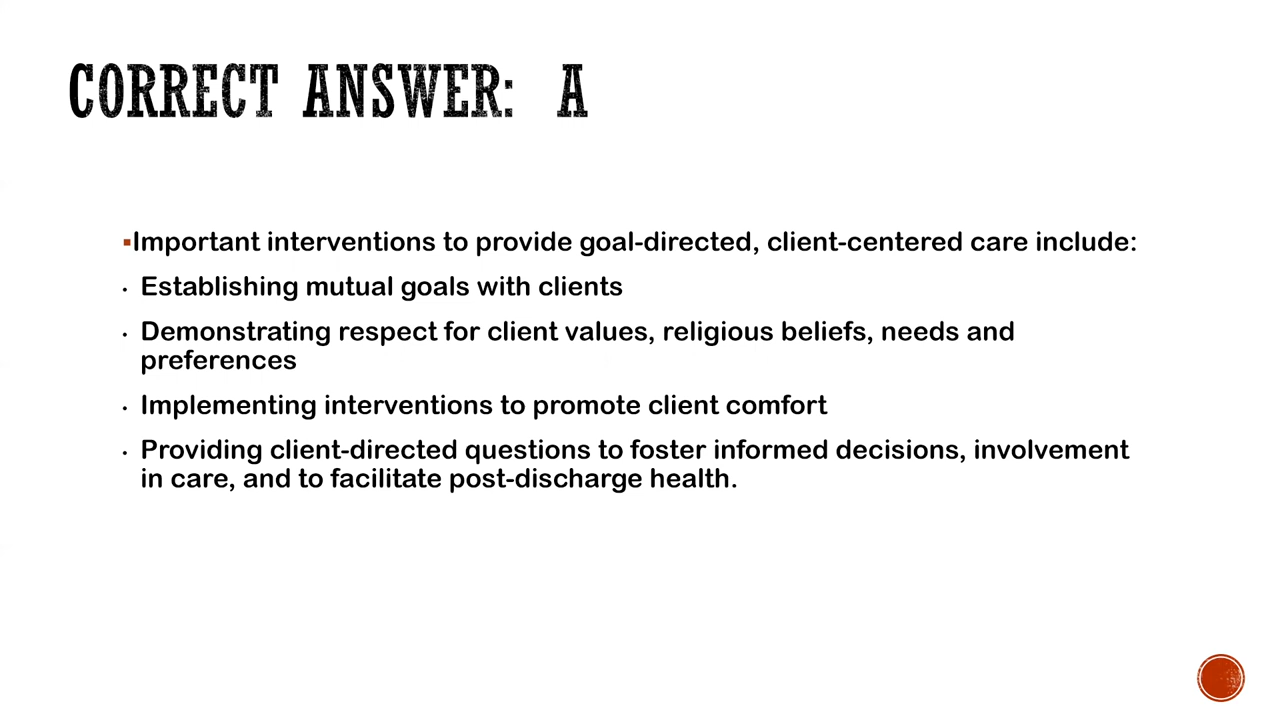 CORRECT ANSWER: A
▪Important interventions to provide goal-directed, client-centered care include:
• Establishing mutual goals with clients
• Demonstrating respect for client values, religious beliefs, needs and
preferences
• Implementing interventions to promote client comfort
• Providing client-directed questions to foster informed decisions, involvement
in care, and to facilitate post-discharge health.